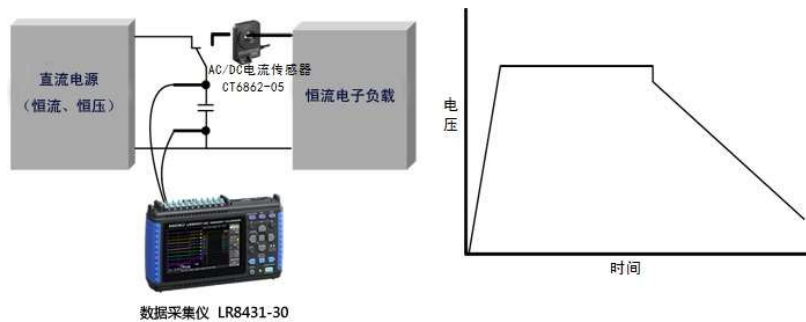 直流电源
（恒流、恒压）
AC/DC电流传感器
CT6862-05
恒流电子负载
数据采集仪 LR8431-30
电
压
时间